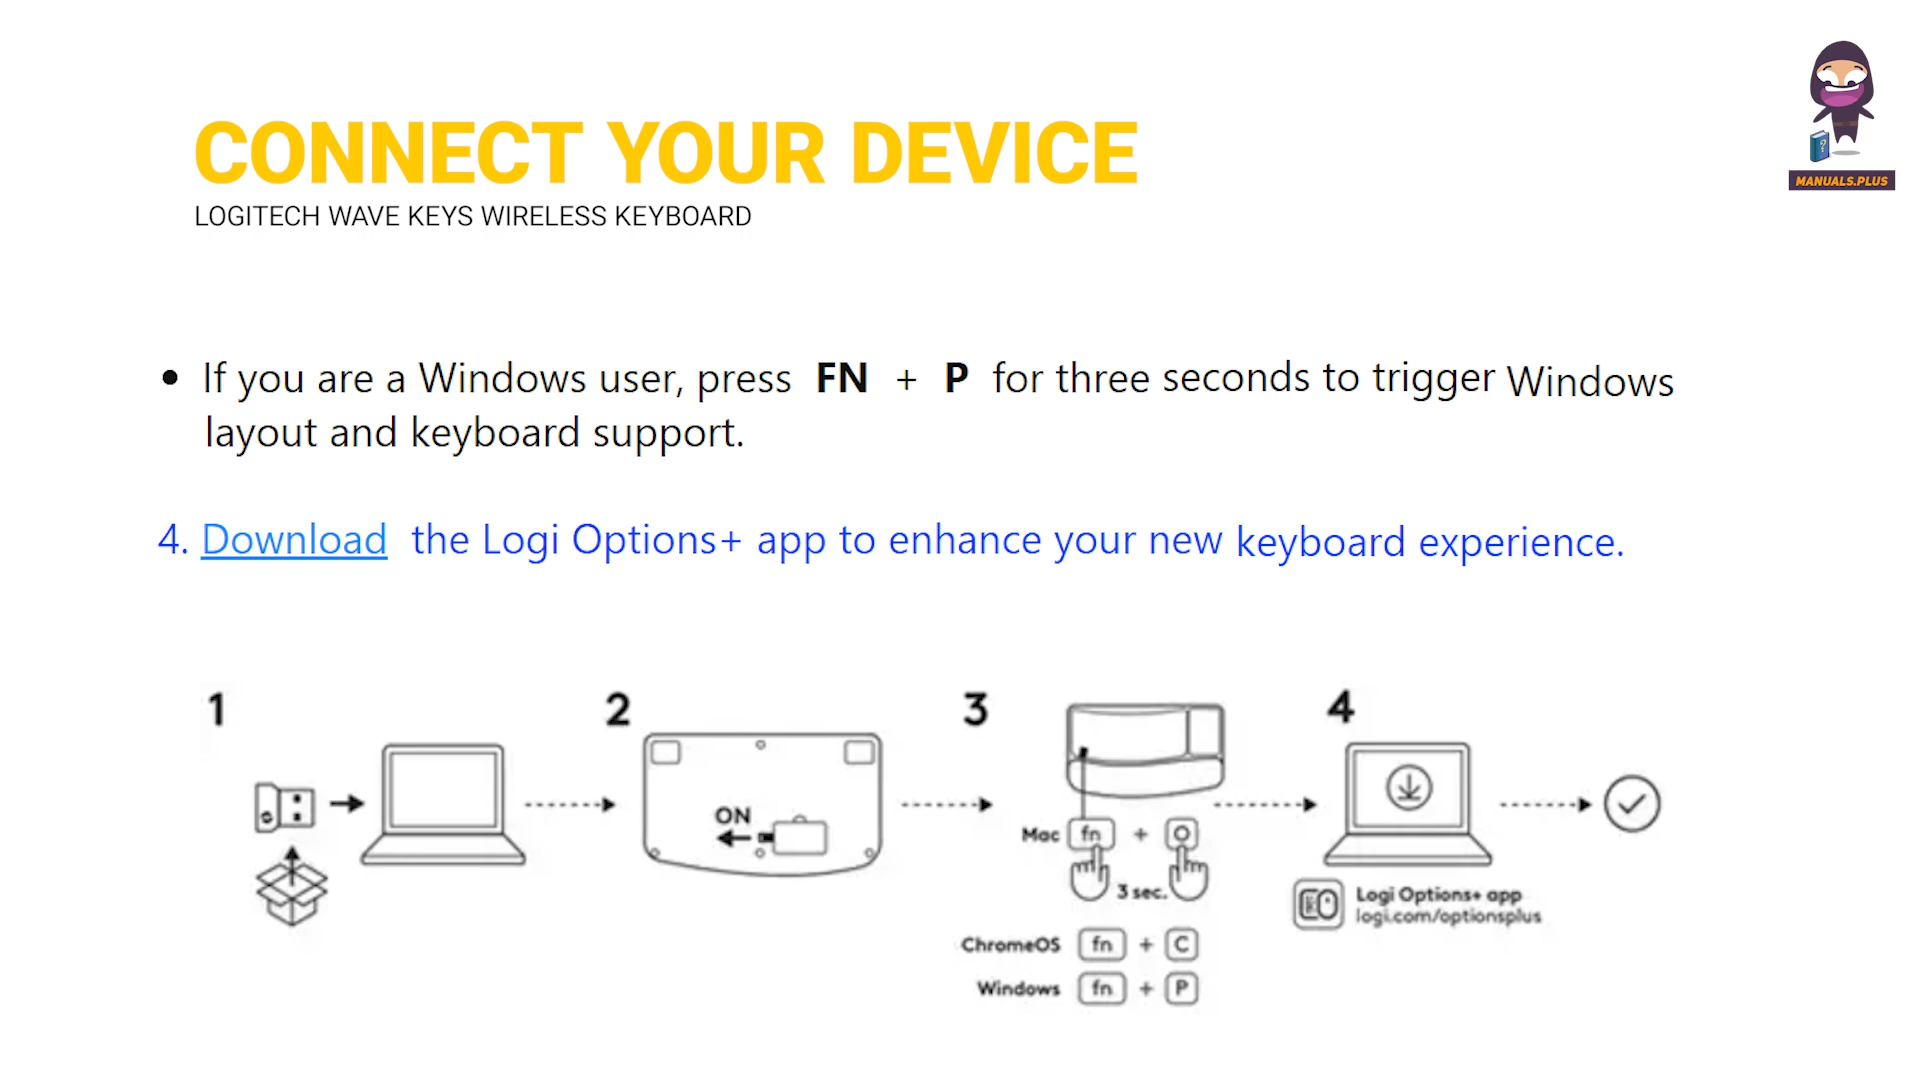 MANUALS.PLUS
CONNECT YOUR DEVICE
LOGITECH WAVE KEYS WIRELESS KEYBOARD
• If you are a Windows user, press FN + P for three seconds to trigger Windows
layout and keyboard support.
4. Download the Logi Options+ app to enhance your new keyboard experience.
1
2
ON
3
Mac fn + O
3 sec.
ChromeOS fn + C
Windows fn + P
4
Logi Options+ app
logi.com/optionsplus